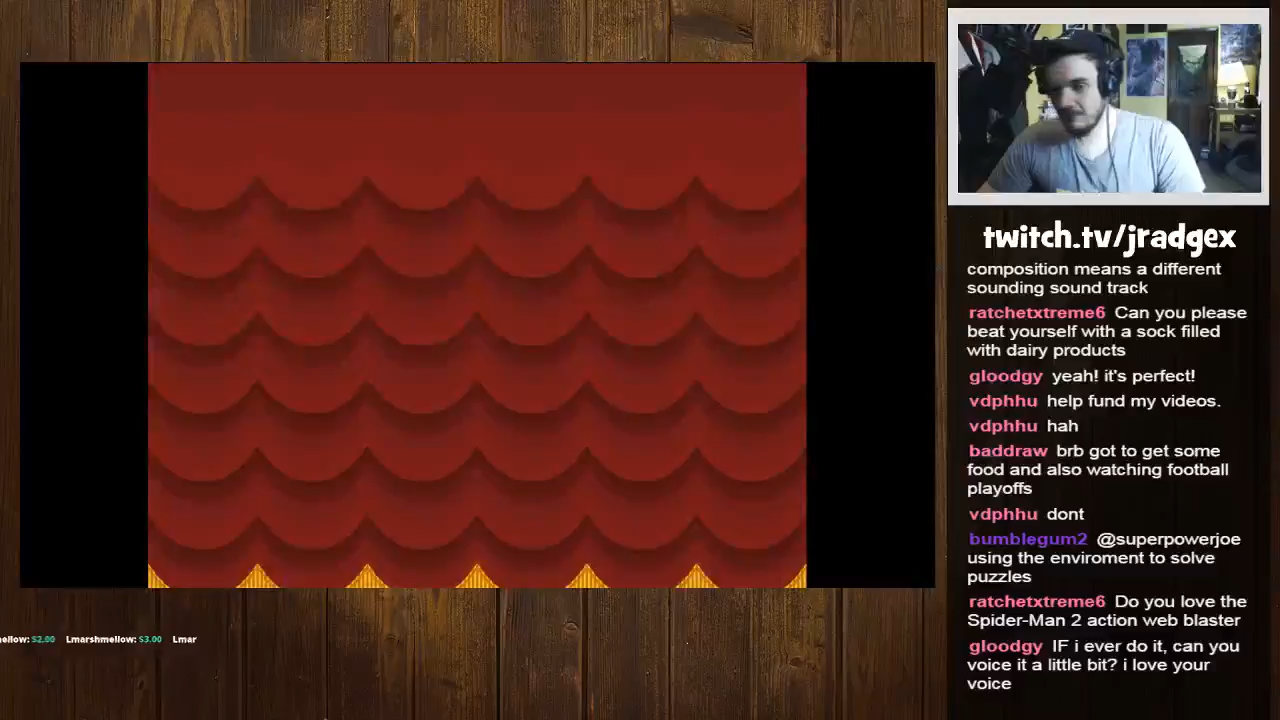 twitch.tv/jradgex
composition means a different
sounding sound track
ratchetxtreme6 Can you please
beat yourself with a sock filled
with dairy products
gloodgy yeah! it's perfect!
vdphhu help fund my videos.
vdphhu hah
baddraw brb got to get some
food and also watching football
playoffs
vdphhu dont
bumblegum2 @superpowerjoe
using the enviroment to solve
puzzles
ratchetxtreme6 Do you love the
Spider-Man 2 action web blaster
gloodgy IF i ever do it, can you
voice it a little bit? i love your
voice
mellow: $2.00 Lmarshmellow: $3.00 Lmar